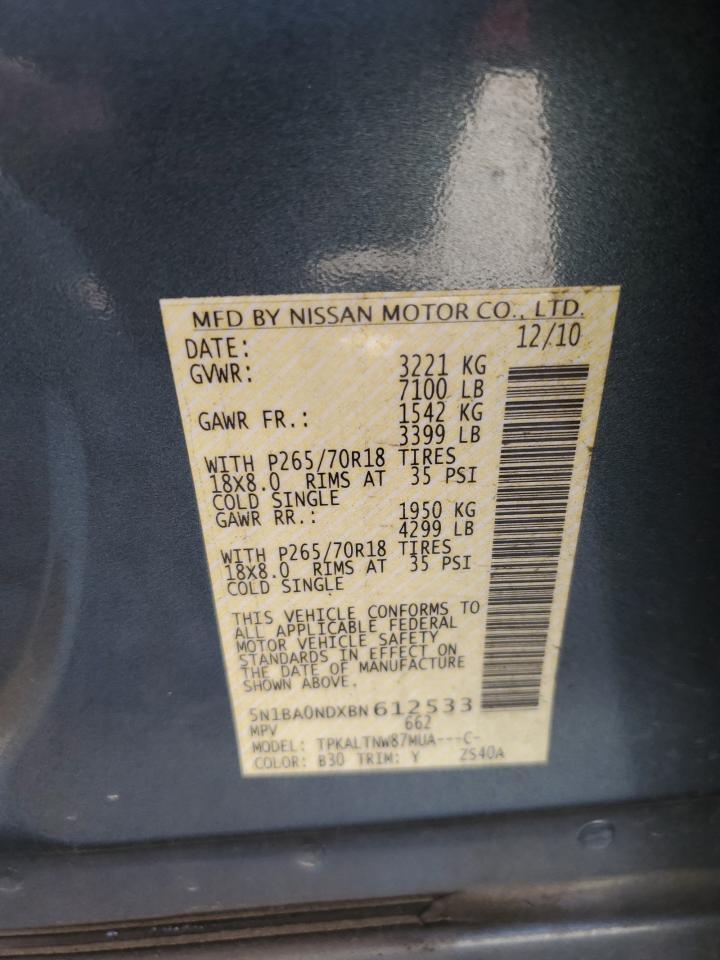 MFD BY NISSAN MOTOR CO., LTD.
DATE: 12/10
GVWR: 3221 KG
7100 LB
GAWR FR.: 1542 KG
3399 LB
WITH P265/70R18 TIRES
18X8.0 RIMS AT 35 PSI
COLD SINGLE
GAWR RR.: 1950 KG
4299 LB
WITH P265/70R18 TIRES
18X8.0 RIMS AT 35 PSI
COLD SINGLE
THIS VEHICLE CONFORMS TO
ALL APPLICABLE FEDERAL
MOTOR VEHICLE SAFETY
STANDARDS IN EFFECT ON
THE DATE OF MANUFACTURE
SHOWN ABOVE.
5N1BA0NDXBN612533
MPV 662
MODEL: TPKALTNW87MUA---C-
COLOR: B30 TRIM: Y ZS40A